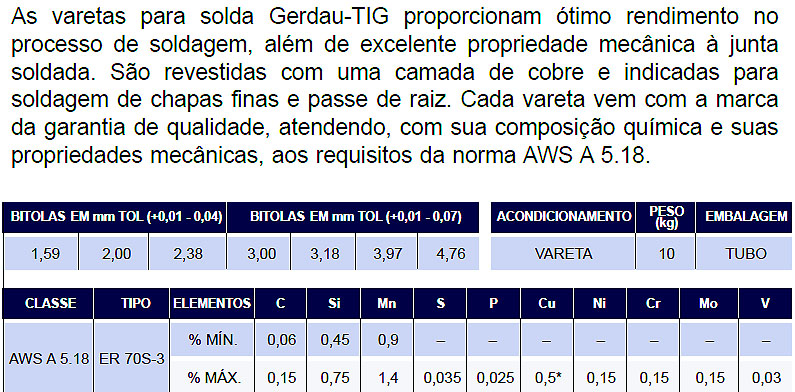 As varetas para solda Gerdau-TIG proporcionam ótimo rendimento no
processo de soldagem, além de excelente propriedade mecânica à junta
soldada. São revestidas com uma camada de cobre e indicadas para
soldagem de chapas finas e passe de raiz. Cada vareta vem com a marca
da garantia de qualidade, atendendo, com sua composição química e suas
propriedades mecânicas, aos requisitos da norma AWS A 5.18.
BITOLAS EM mm TOL (+0,01 - 0,04) BITOLAS EM mm TOL (+0,01 - 0,07)
1,59 2,00 2,38 3,00 3,18 3,97 4,76
ACONDICIONAMENTO PESO (kg) EMBALAGEM
VARETA 10 TUBO
CLASSE TIPO ELEMENTOS C Si Mn S P Cu Ni Cr Mo V
AWS A 5.18 ER 70S-3
% MÍN. 0,06 0,45 0,9 – – – – – – –
% MÁX. 0,15 0,75 1,4 0,035 0,025 0,5* 0,15 0,15 0,15 0,03